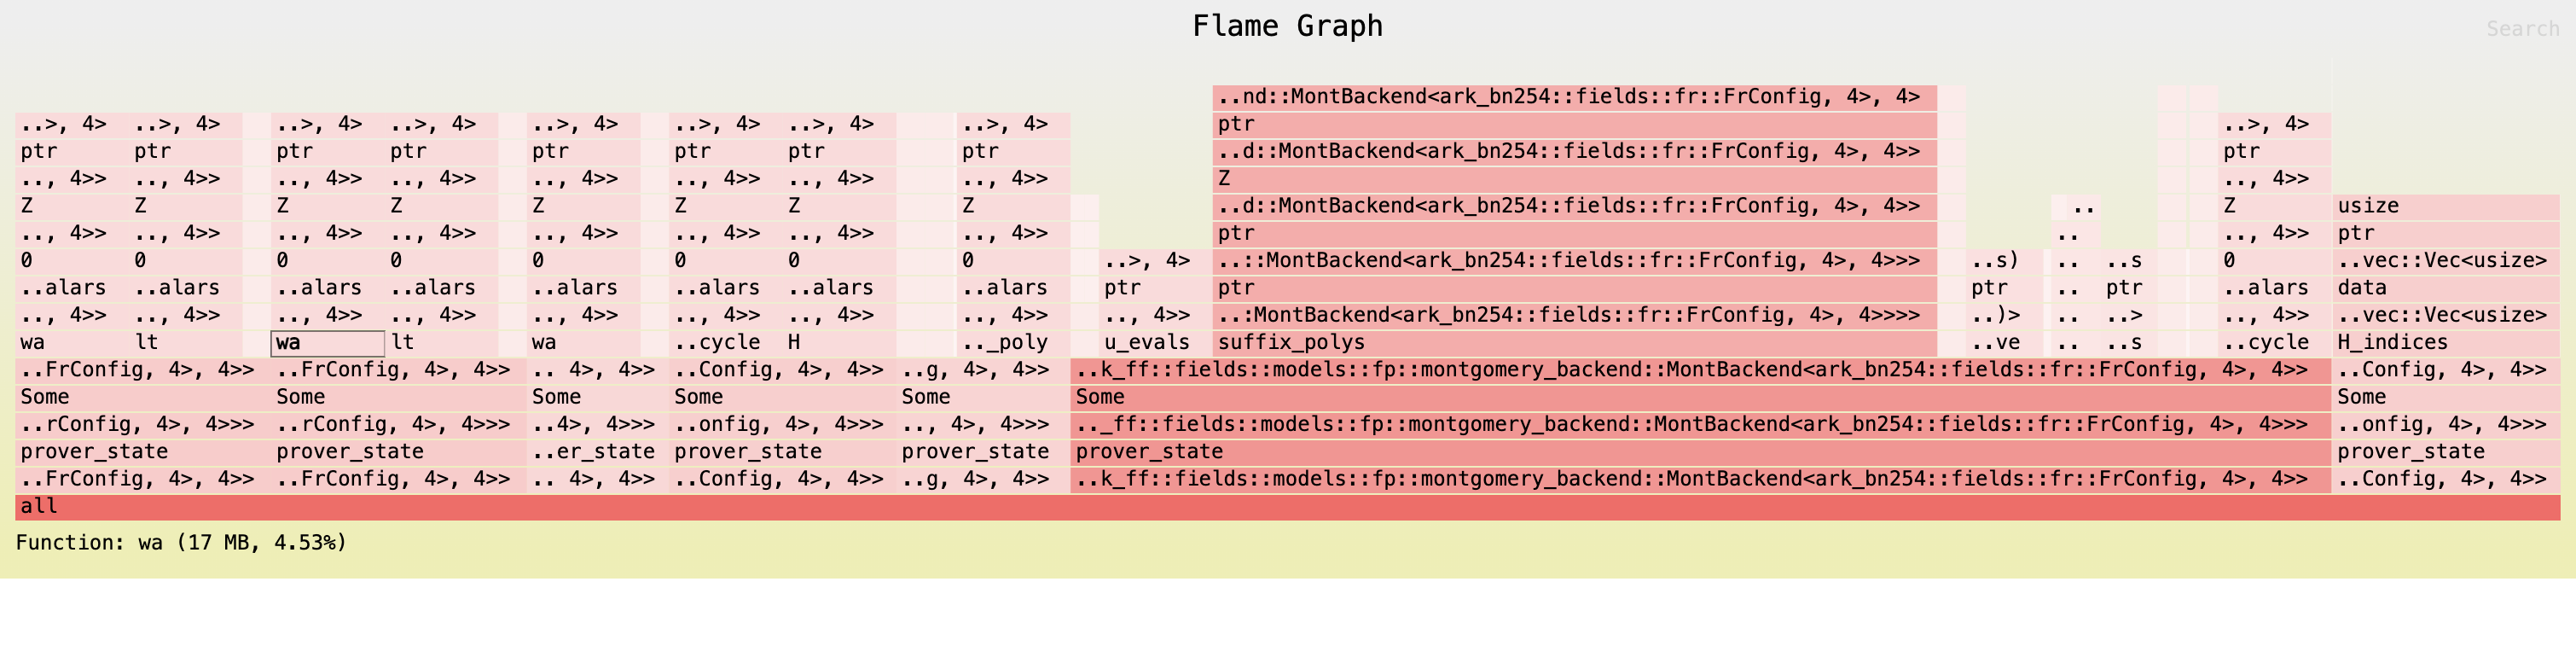 Flame Graph
Search
..nd::MontBackend<ark_bn254::fields::fr::FrConfig, 4>, 4>
..>, 4> ..>, 4> ..>, 4> ..>, 4> ..>, 4> ..>, 4> ..>, 4> ..>, 4> ptr ..>, 4>
ptr ptr ptr ptr ptr ptr ptr ptr ..d::MontBackend<ark_bn254::fields::fr::FrConfig, 4>, 4>> ptr
.., 4>> .., 4>> .., 4>> .., 4>> .., 4>> .., 4>> .., 4>> .., 4>> Z .., 4>>
Z Z Z Z Z Z Z Z ..d::MontBackend<ark_bn254::fields::fr::FrConfig, 4>, 4>> .. Z usize
.., 4>> .., 4>> .., 4>> .., 4>> .., 4>> .., 4>> .., 4>> .., 4>> ptr .. .., 4>> ptr
0 0 0 0 0 0 0 0 ..>, 4> ..::MontBackend<ark_bn254::fields::fr::FrConfig, 4>, 4>>> ..s) .. ..s 0 ..vec::Vec<usize>
..alars ..alars ..alars ..alars ..alars ..alars ..alars ..alars ptr ptr ptr .. ptr ..alars data
.., 4>> .., 4>> .., 4>> .., 4>> .., 4>> .., 4>> .., 4>> .., 4>> .., 4>> ..:MontBackend<ark_bn254::fields::fr::FrConfig, 4>, 4>>>> ..)> .. ..> .., 4>> ..vec::Vec<usize>
wa lt wa lt wa ..cycle H .._poly u_evals suffix_polys ..ve .. ..s ..cycle H_indices
..FrConfig, 4>, 4>> ..FrConfig, 4>, 4>> .. 4>, 4>> ..Config, 4>, 4>> ..g, 4>, 4>> ..k_ff::fields::models::fp::montgomery_backend::MontBackend<ark_bn254::fields::fr::FrConfig, 4>, 4>> ..Config, 4>, 4>>
Some Some Some Some Some Some Some
..rConfig, 4>, 4>>> ..rConfig, 4>, 4>>> ..4>, 4>>> ..onfig, 4>, 4>>> .., 4>, 4>>> .._ff::fields::models::fp::montgomery_backend::MontBackend<ark_bn254::fields::fr::FrConfig, 4>, 4>>> ..onfig, 4>, 4>>>
prover_state prover_state ..er_state prover_state prover_state prover_state prover_state
..FrConfig, 4>, 4>> ..FrConfig, 4>, 4>> .. 4>, 4>> ..Config, 4>, 4>> ..g, 4>, 4>> ..k_ff::fields::models::fp::montgomery_backend::MontBackend<ark_bn254::fields::fr::FrConfig, 4>, 4>> ..Config, 4>, 4>>
all
Function: wa (17 MB, 4.53%)